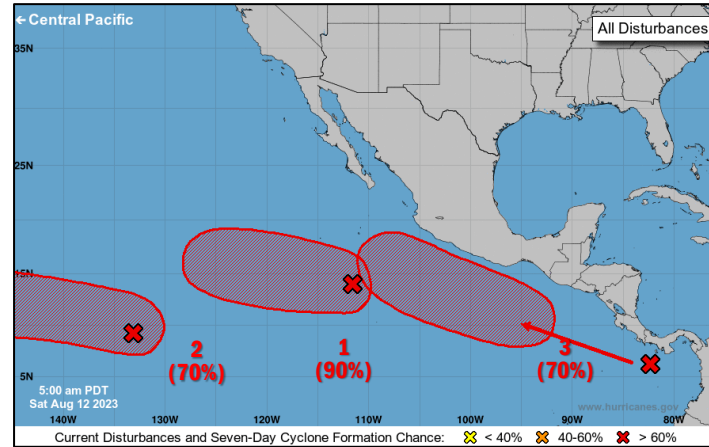 ← Central Pacific
All Disturbances
35N
25N
15N
5N
2
(70%)
1
(90%)
3
(70%)
5:00 am PDT
Sat Aug 12 2023
www.hurricanes.gov
140W 130W 120W 110W 100W 90W 80W
Current Disturbances and Seven-Day Cyclone Formation Chance: < 40% 40-60% > 60%